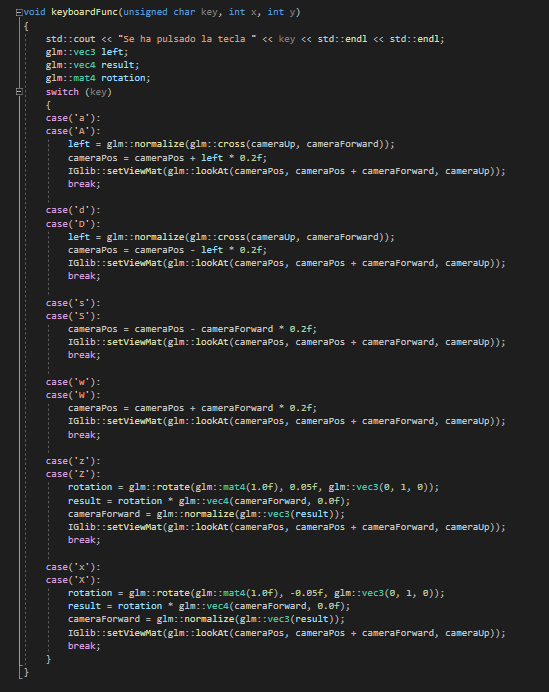 void keyboardFunc(unsigned char key, int x, int y)
{
    std::cout << "Se ha pulsado la tecla " << key << std::endl << std::endl;
    glm::vec3 left;
    glm::vec4 result;
    glm::mat4 rotation;
    switch (key)
    {
    case('a'):
    case('A'):
        left = glm::normalize(glm::cross(cameraUp, cameraForward));
        cameraPos = cameraPos + left * 0.2f;
        IGlib::setViewMat(glm::lookAt(cameraPos, cameraPos + cameraForward, cameraUp));
        break;

    case('d'):
    case('D'):
        left = glm::normalize(glm::cross(cameraUp, cameraForward));
        cameraPos = cameraPos - left * 0.2f;
        IGlib::setViewMat(glm::lookAt(cameraPos, cameraPos + cameraForward, cameraUp));
        break;

    case('s'):
    case('S'):
        cameraPos = cameraPos - cameraForward * 0.2f;
        IGlib::setViewMat(glm::lookAt(cameraPos, cameraPos + cameraForward, cameraUp));
        break;

    case('w'):
    case('W'):
        cameraPos = cameraPos + cameraForward * 0.2f;
        IGlib::setViewMat(glm::lookAt(cameraPos, cameraPos + cameraForward, cameraUp));
        break;

    case('z'):
    case('Z'):
        rotation = glm::rotate(glm::mat4(1.0f), 0.05f, glm::vec3(0, 1, 0));
        result = rotation * glm::vec4(cameraForward, 0.0f);
        cameraForward = glm::normalize(glm::vec3(result));
        IGlib::setViewMat(glm::lookAt(cameraPos, cameraPos + cameraForward, cameraUp));
        break;

    case('x'):
    case('X'):
        rotation = glm::rotate(glm::mat4(1.0f), -0.05f, glm::vec3(0, 1, 0));
        result = rotation * glm::vec4(cameraForward, 0.0f);
        cameraForward = glm::normalize(glm::vec3(result));
        IGlib::setViewMat(glm::lookAt(cameraPos, cameraPos + cameraForward, cameraUp));
        break;
    }
}